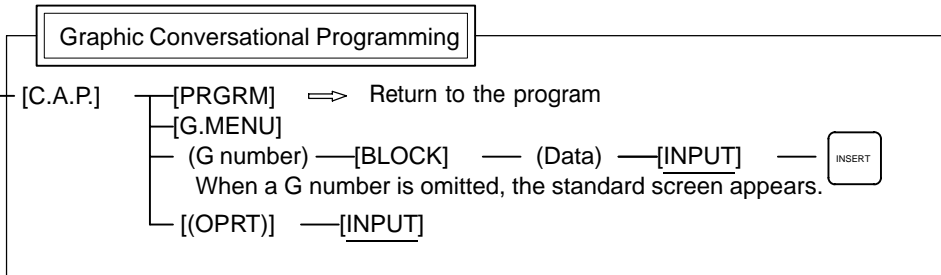 Graphic Conversational Programming
[C.A.P.] [PRGRM] ⇒ Return to the program
[G.MENU]
(G number) [BLOCK] (Data) [INPUT] INSERT
When a G number is omitted, the standard screen appears.
[(OPRT)] [INPUT]